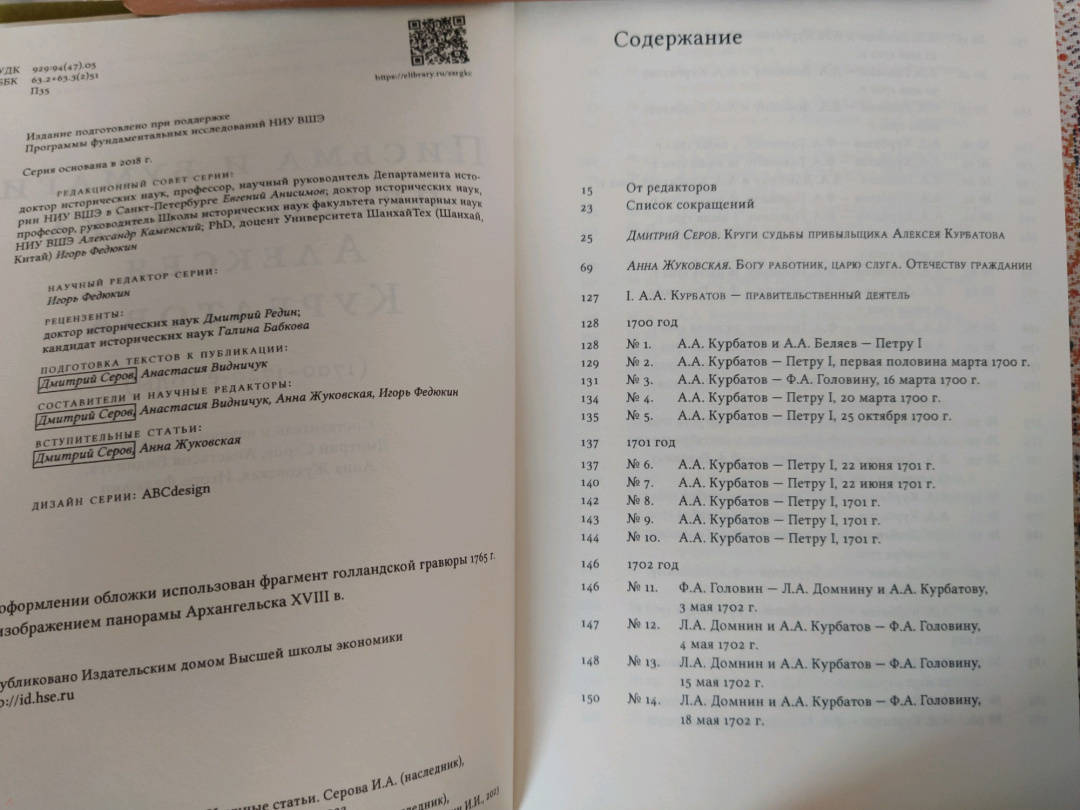 УДК 929:94(47).05
ББК 63.2+63.3(2)51
П35
https://elibrary.ru/zsrgkc
Издание подготовлено при поддержке
Программы фундаментальных исследований НИУ ВШЭ
Серия основана в 2018 г.
РЕДАКЦИОННЫЙ СОВЕТ СЕРИИ:
доктор исторических наук, профессор, научный руководитель Департамента исто-
рии НИУ ВШЭ в Санкт-Петербурге Евгений Анисимов; доктор исторических наук,
профессор, руководитель Школы исторических наук факультета гуманитарных наук
НИУ ВШЭ Александр Каменский; PhD, доцент Университета ШанхайТех (Шанхай,
Китай) Игорь Федюкин
НАУЧНЫЙ РЕДАКТОР СЕРИИ:
Игорь Федюкин
РЕЦЕНЗЕНТЫ:
доктор исторических наук Дмитрий Редин;
кандидат исторических наук Галина Бабкова
ПОДГОТОВКА ТЕКСТОВ К ПУБЛИКАЦИИ:
Дмитрий Серов, Анастасия Видничук
СОСТАВИТЕЛИ И НАУЧНЫЕ РЕДАКТОРЫ:
Дмитрий Серов, Анастасия Видничук, Анна Жуковская, Игорь Федюкин
ВСТУПИТЕЛЬНЫЕ СТАТЬИ:
Дмитрий Серов, Анна Жуковская
ДИЗАЙН СЕРИИ: ABCdesign
оформлении обложки использован фрагмент голландской гравюры 1765 г.
изображением панорамы Архангельска XVIII в.
убликовано Издательским домом Высшей школы экономики
p://id.hse.ru
статьи. Серова И.А. (наследник),
наследник),
И.И., 2023
Содержание
15 От редакторов
23 Список сокращений
25 Дмитрий Серов. Круги судьбы прибыльщика Алексея Курбатова
69 Анна Жуковская. Богу работник, царю слуга. Отечеству гражданин
127 I. А.А. Курбатов — правительственный деятель
128 1700 год
128 № 1. А.А. Курбатов и А.А. Беляев — Петру I
129 № 2. А.А. Курбатов — Петру I, первая половина марта 1700 г.
131 № 3. А.А. Курбатов — Ф.А. Головину, 16 марта 1700 г.
134 № 4. А.А. Курбатов — Петру I, 20 марта 1700 г.
135 № 5. А.А. Курбатов — Петру I, 25 октября 1700 г.
137 1701 год
137 № 6. А.А. Курбатов — Петру I, 22 июня 1701 г.
140 № 7. А.А. Курбатов — Петру I, 22 июня 1701 г.
142 № 8. А.А. Курбатов — Петру I, 1701 г.
143 № 9. А.А. Курбатов — Петру I, 1701 г.
144 № 10. А.А. Курбатов — Петру I, 1701 г.
146 1702 год
146 № 11. Ф.А. Головин — Л.А. Домнину и А.А. Курбатову,
3 мая 1702 г.
147 № 12. Л.А. Домнин и А.А. Курбатов — Ф.А. Головину,
4 мая 1702 г.
148 № 13. Л.А. Домнин и А.А. Курбатов — Ф.А. Головину,
15 мая 1702 г.
150 № 14. Л.А. Домнин и А.А. Курбатов — Ф.А. Головину,
18 мая 1702 г.